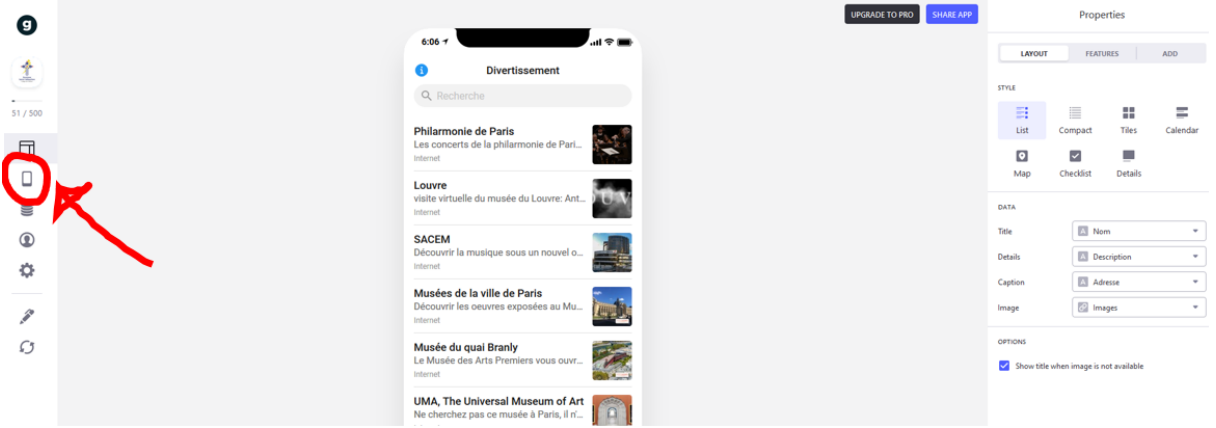 g
51 / 500
UPGRADE TO PRO
SHARE APP
6:06
Divertissement
Recherche
Philarmonie de Paris
Les concerts de la philarmonie de Pari...
Internet
Louvre
visite virtuelle du musée du Louvre: Ant...
Internet
SACEM
Découvrir la musique sous un nouvel o...
Internet
Musées de la ville de Paris
Découvrir les oeuvres exposées au Mu...
Internet
Musée du quai Branly
Le Musée des Arts Premiers vous ouvr...
Internet
UMA, The Universal Museum of Art
Ne cherchez pas ce musée à Paris, il n'...
Properties
LAYOUT FEATURES ADD
STYLE
List Compact Tiles Calendar
Map Checklist Details
DATA
Title A Nom
Details A Description
Caption A Adresse
Image Images
OPTIONS
Show title when image is not available